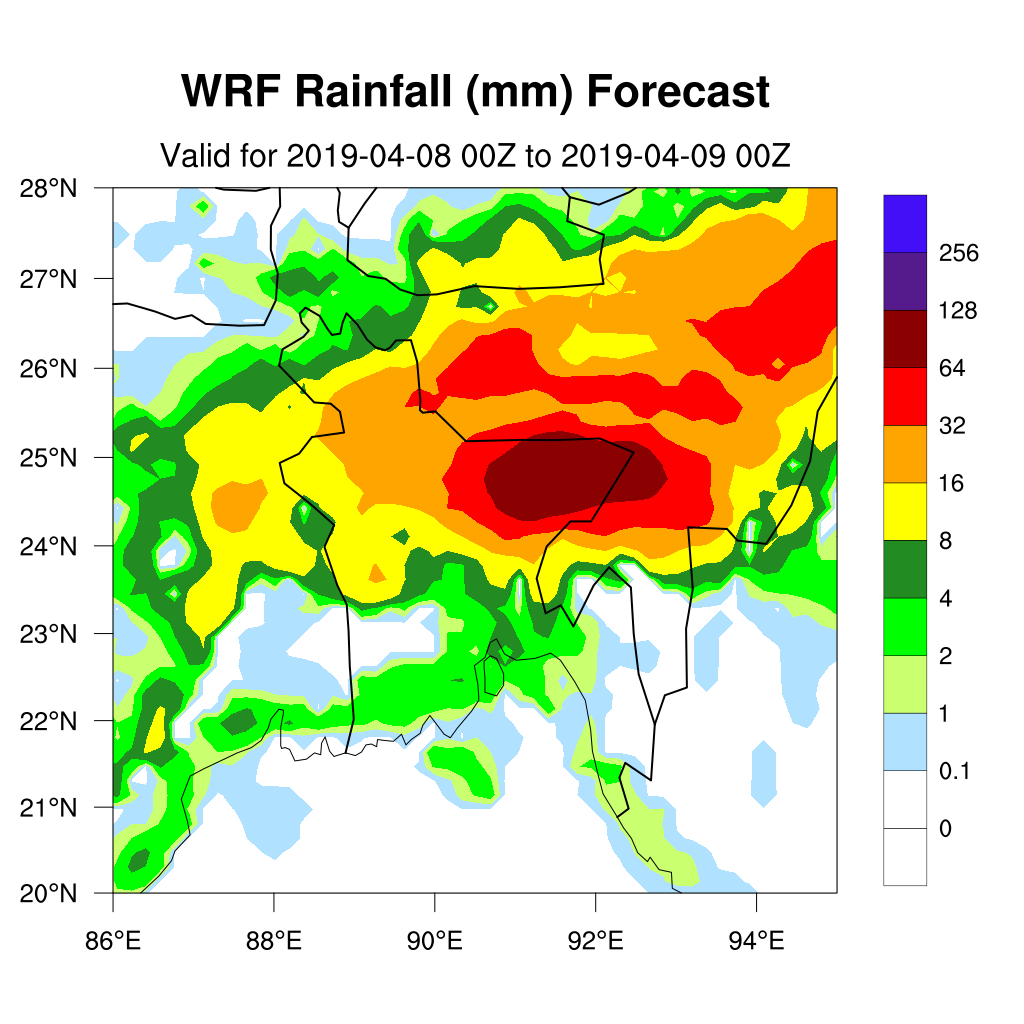 WRF Rainfall (mm) Forecast
Valid for 2019-04-08 00Z to 2019-04-09 00Z
28°N
27°N
26°N
25°N
24°N
23°N
22°N
21°N
20°N
86°E 88°E 90°E 92°E 94°E
256
128
64
32
16
8
4
2
1
0.1
0